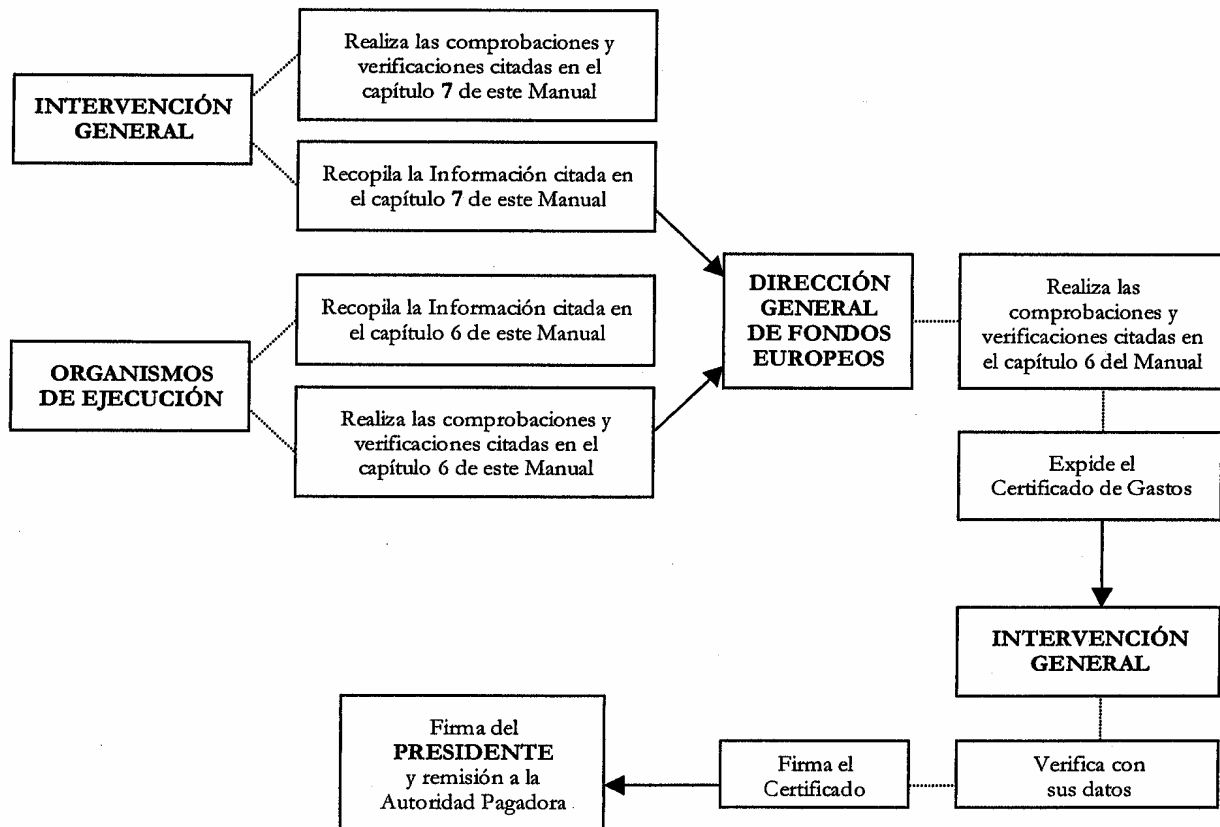 Realiza las comprobaciones y
verificaciones citadas en el
capítulo 7 de este Manual
INTERVENCIÓN
GENERAL
Recopila la Información citada en
el capítulo 7 de este Manual
Recopila la Información citada en
el capítulo 6 de este Manual
ORGANISMOS
DE EJECUCIÓN
Realiza las comprobaciones y
verificaciones citadas en el
capítulo 6 de este Manual
DIRECCIÓN
GENERAL
DE FONDOS
EUROPEOS
Realiza las
comprobaciones y
verificaciones citadas en
el capítulo 6 del Manual
Expide el
Certificado de Gastos
INTERVENCIÓN
GENERAL
Verifica con
sus datos
Firma el
Certificado
Firma del
PRESIDENTE
y remisión a la
Autoridad Pagadora